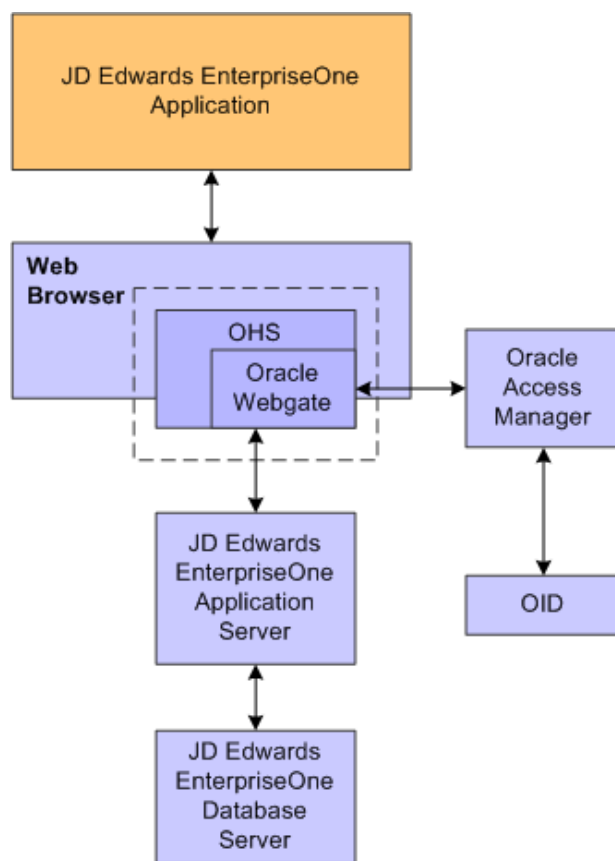 JD Edwards EnterpriseOne
Application
Web
Browser
OHS
Oracle
Webgate
Oracle
Access
Manager
JD Edwards
EnterpriseOne
Application
Server
OID
JD Edwards
EnterpriseOne
Database
Server